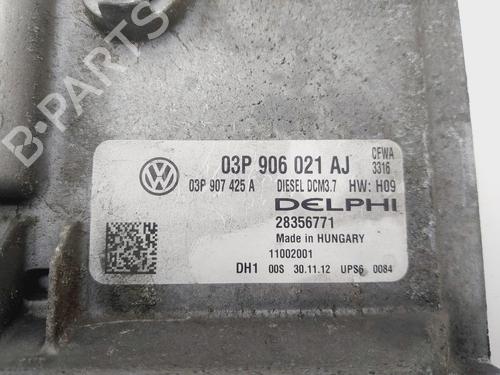 B-PARTS
03P 906 021 AJ CFWA 3316
03P 907 425 A DIESEL DCM3.7 HW: H09
DELPHI
28356771
Made in HUNGARY
11002001
DH1 00S 30.11.12 UPS6 0084